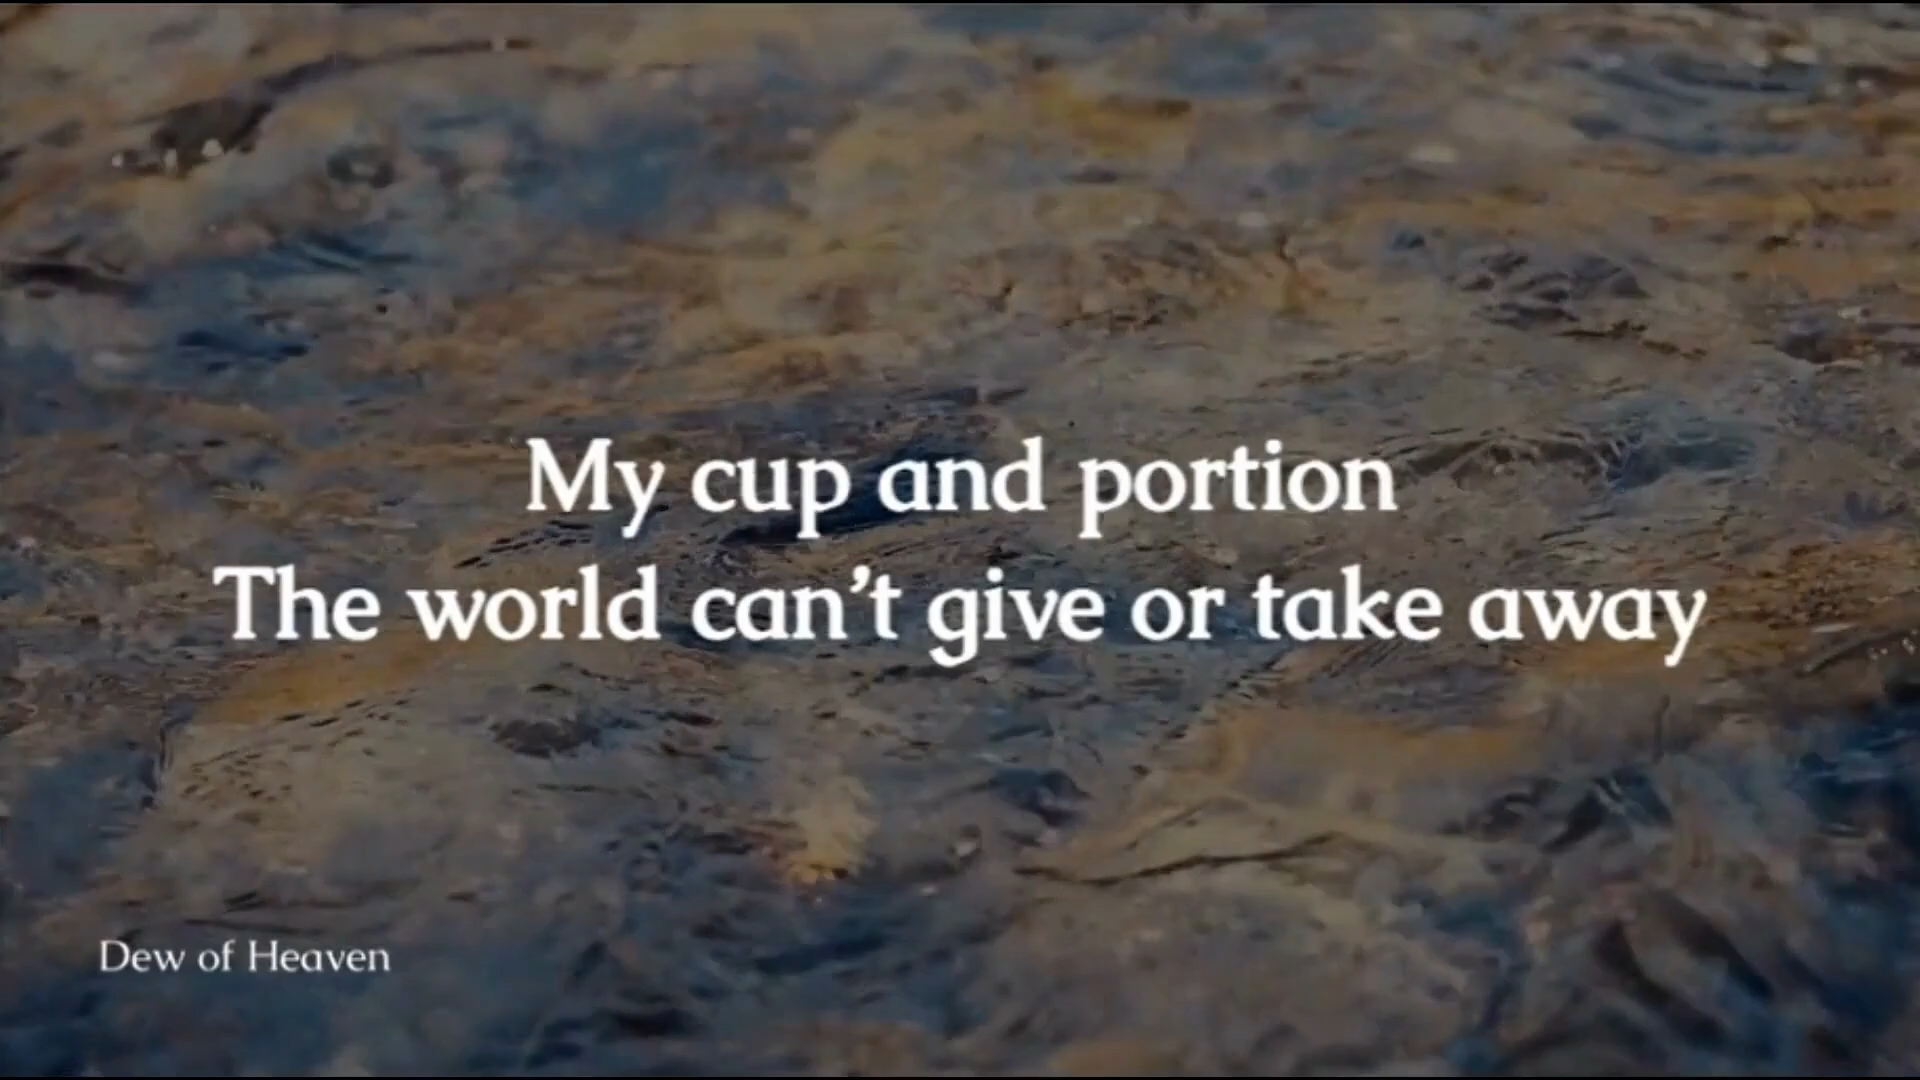 My cup and portion
The world can’t give or take away
Dew of Heaven